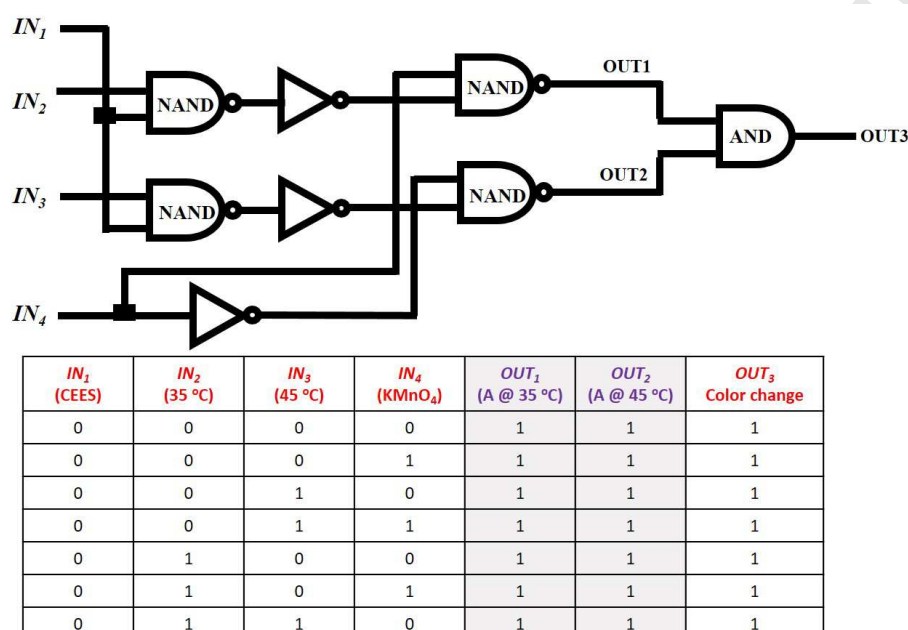 IN1
IN2
IN3
IN4
NAND
NAND
NAND
NAND
OUT1
OUT2
AND
OUT3
IN1 (CEES) IN2 (35 °C) IN3 (45 °C) IN4 (KMnO4) OUT1 (A @ 35 °C) OUT2 (A @ 45 °C) OUT3 Color change
0 0 0 0 1 1 1
0 0 0 1 1 1 1
0 0 1 0 1 1 1
0 0 1 1 1 1 1
0 1 0 0 1 1 1
0 1 0 1 1 1 1
0 1 1 0 1 1 1